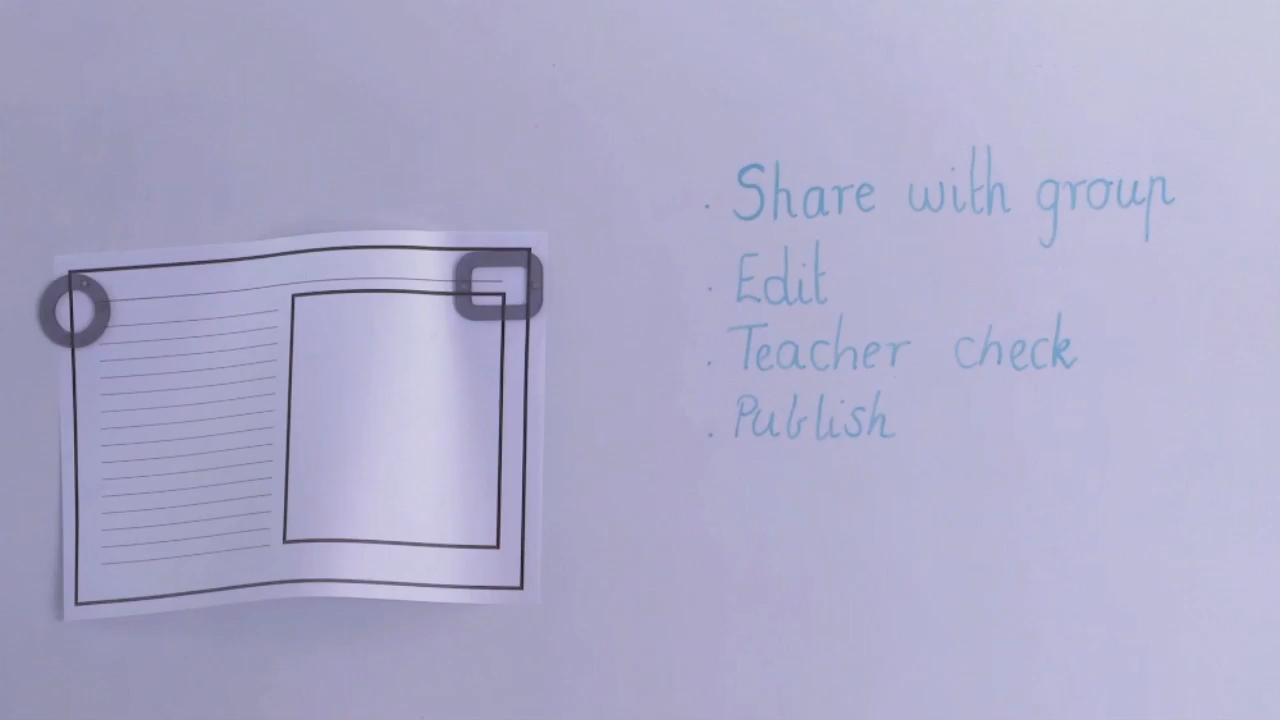 . Share with group
. Edit
. Teacher check
. Publish